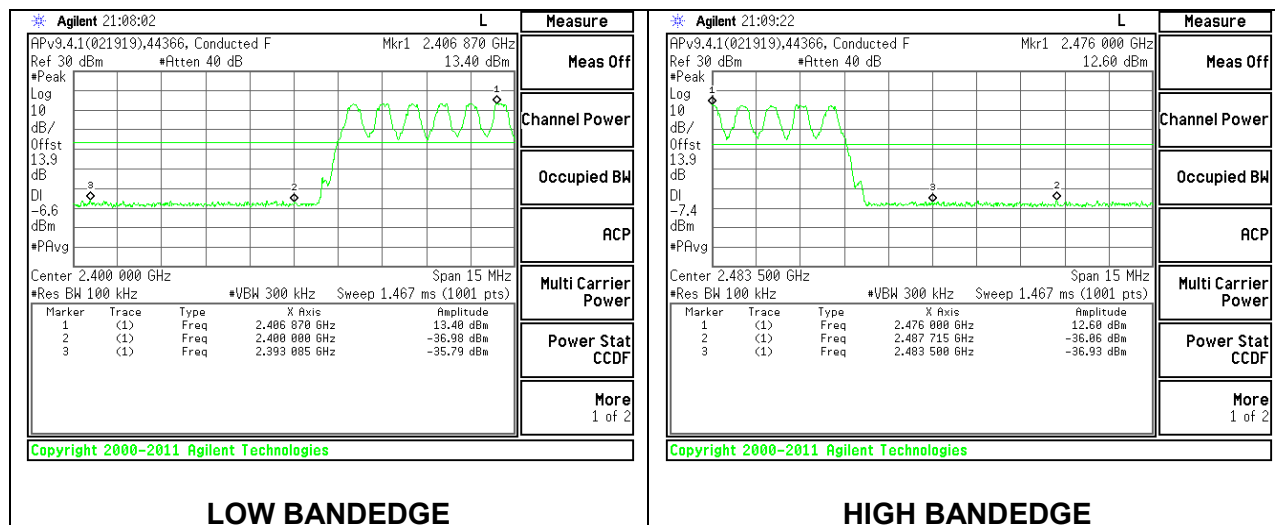 Agilent 21:08:02 L Measure
APv9.4.1(021919),44366, Conducted F Mkr1 2.406 870 GHz
Ref 30 dBm #Atten 40 dB 13.40 dBm
Meas Off
#Peak
Log
10
dB/
Offst
13.9
dB
DI
-6.6
dBm
#PAvg
1
3
2
Channel Power
Occupied BW
ACP
Center 2.400 000 GHz Span 15 MHz
#Res BW 100 kHz #VBW 300 kHz Sweep 1.467 ms (1001 pts)
Multi Carrier
Power
Marker Trace Type X Axis Amplitude
1 (1) Freq 2.406 870 GHz 13.40 dBm
2 (1) Freq 2.400 000 GHz -36.98 dBm
3 (1) Freq 2.393 085 GHz -35.79 dBm
Power Stat
CCDF
More
1 of 2
Copyright 2000-2011 Agilent Technologies
LOW BANDEDGE
Agilent 21:09:22 L Measure
APv9.4.1(021919),44366, Conducted F Mkr1 2.476 000 GHz
Ref 30 dBm #Atten 40 dB 12.60 dBm
Meas Off
#Peak
Log
10
dB/
Offst
13.9
dB
DI
-7.4
dBm
#PAvg
1
3
2
Channel Power
Occupied BW
ACP
Center 2.483 500 GHz Span 15 MHz
#Res BW 100 kHz #VBW 300 kHz Sweep 1.467 ms (1001 pts)
Multi Carrier
Power
Marker Trace Type X Axis Amplitude
1 (1) Freq 2.476 000 GHz 12.60 dBm
2 (1) Freq 2.487 715 GHz -36.06 dBm
3 (1) Freq 2.483 500 GHz -36.93 dBm
Power Stat
CCDF
More
1 of 2
Copyright 2000-2011 Agilent Technologies
HIGH BANDEDGE